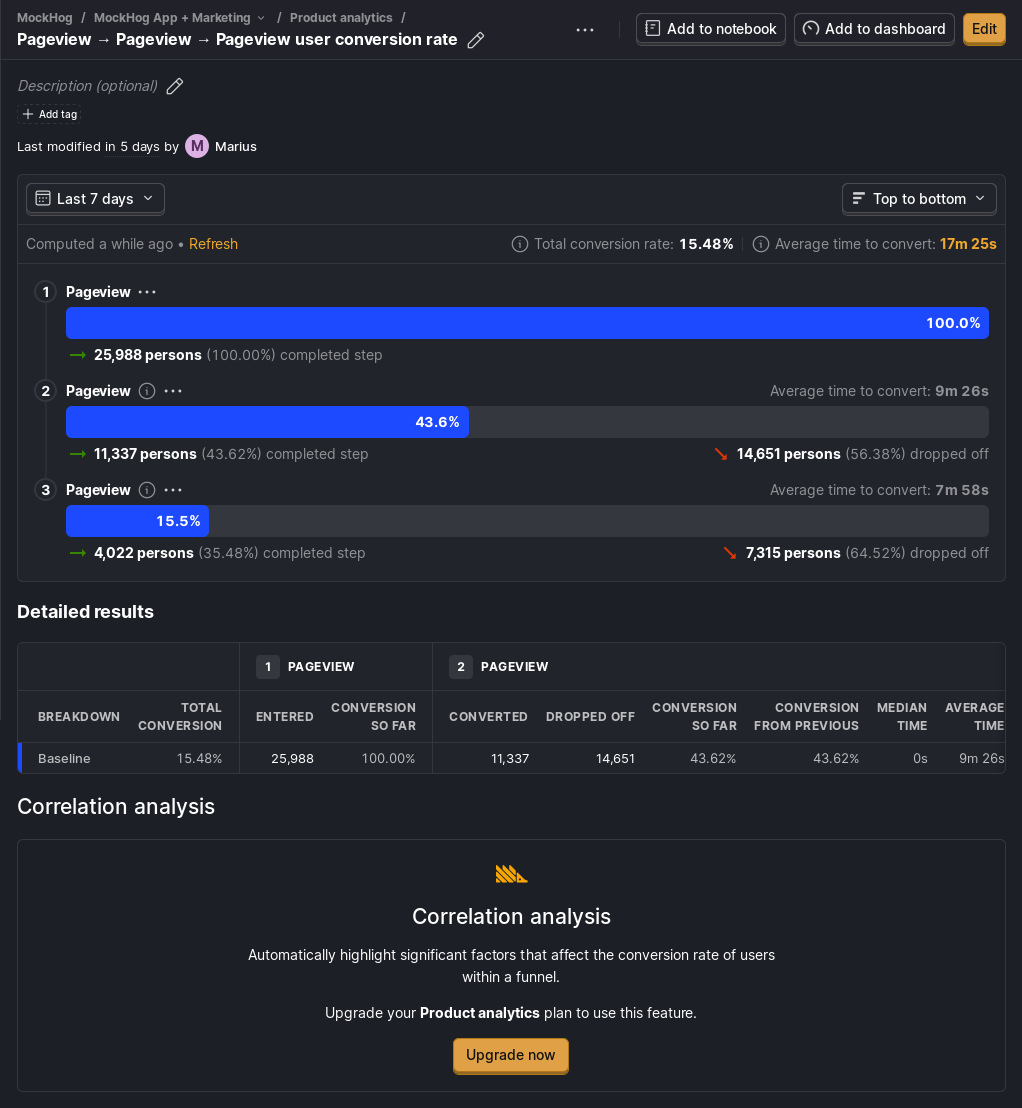 MockHog / MockHog App + Marketing / Product analytics /
Pageview → Pageview → Pageview user conversion rate
Add to notebook
Add to dashboard
Edit
Description (optional)
Add tag
Last modified in 5 days by M Marius
Last 7 days
Top to bottom
Computed a while ago • Refresh
Total conversion rate: 15.48%
Average time to convert: 17m 25s
1 Pageview
100.0%
→ 25,988 persons (100.00%) completed step
2 Pageview
Average time to convert: 9m 26s
43.6%
→ 11,337 persons (43.62%) completed step
↘ 14,651 persons (56.38%) dropped off
3 Pageview
Average time to convert: 7m 58s
15.5%
→ 4,022 persons (35.48%) completed step
↘ 7,315 persons (64.52%) dropped off
Detailed results
1 PAGEVIEW
2 PAGEVIEW
BREAKDOWN
TOTAL
CONVERSION
ENTERED
CONVERSION
SO FAR
CONVERTED
DROPPED OFF
CONVERSION
SO FAR
CONVERSION
FROM PREVIOUS
MEDIAN
TIME
AVERAGE
TIME
Baseline 15.48% 25,988 100.00% 11,337 14,651 43.62% 43.62% 0s 9m 26s
Correlation analysis
Correlation analysis
Automatically highlight significant factors that affect the conversion rate of users
within a funnel.
Upgrade your Product analytics plan to use this feature.
Upgrade now